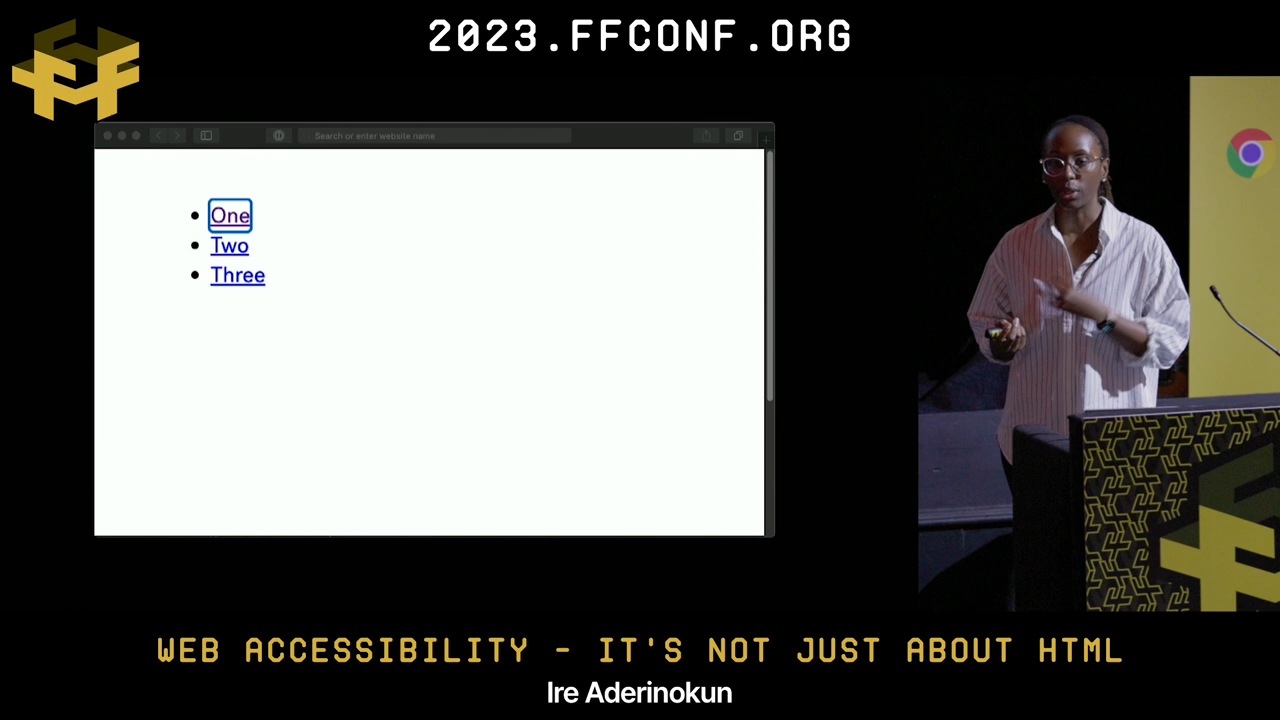 2023.FFCONF.ORG
Search or enter website name
One
Two
Three
WEB ACCESSIBILITY - IT'S NOT JUST ABOUT HTML
Ire Aderinokun